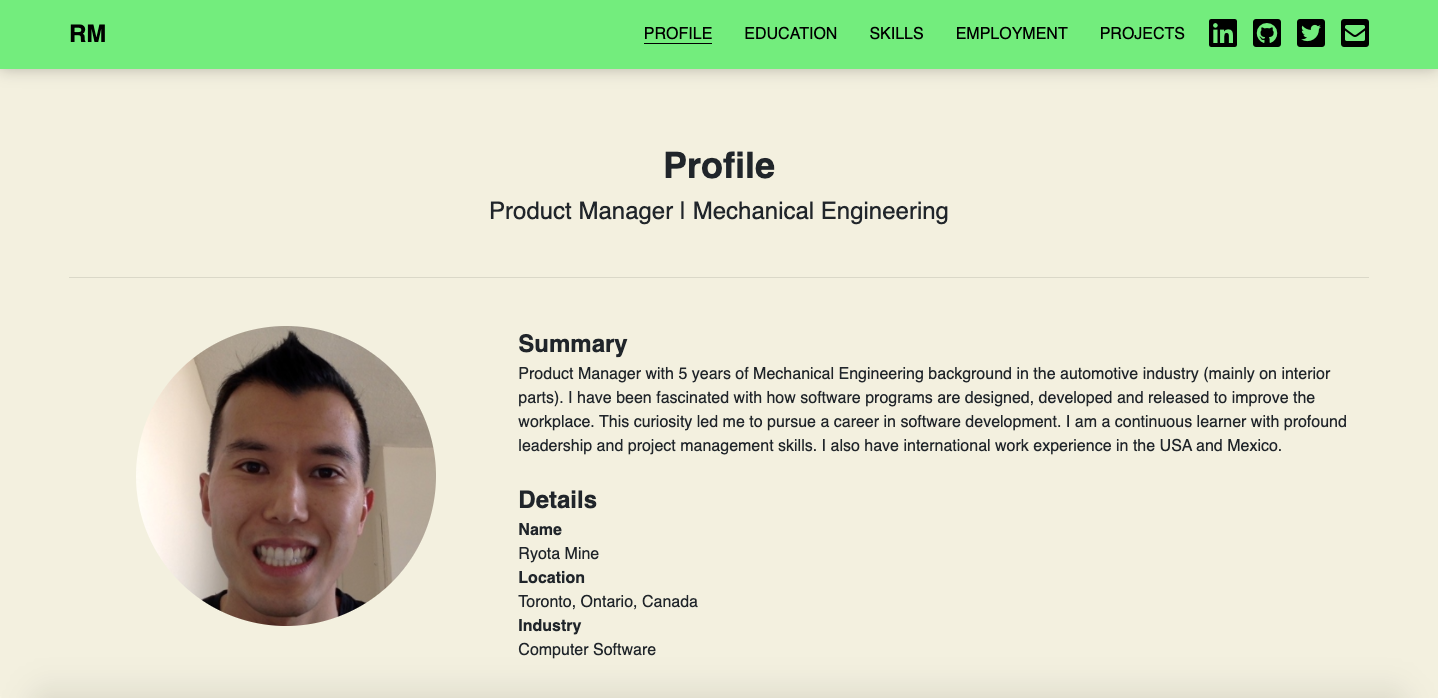 RM
PROFILE EDUCATION SKILLS EMPLOYMENT PROJECTS
Profile
Product Manager | Mechanical Engineering
Summary
Product Manager with 5 years of Mechanical Engineering background in the automotive industry (mainly on interior
parts). I have been fascinated with how software programs are designed, developed and released to improve the
workplace. This curiosity led me to pursue a career in software development. I am a continuous learner with profound
leadership and project management skills. I also have international work experience in the USA and Mexico.
Details
Name
Ryota Mine
Location
Toronto, Ontario, Canada
Industry
Computer Software